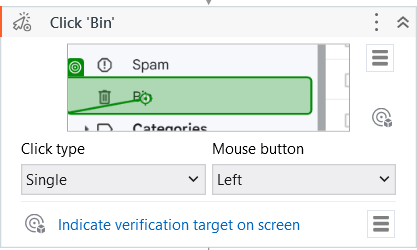 Click 'Bin'
Spam
Categories
Click type
Mouse button
Single
Left
Indicate verification target on screen